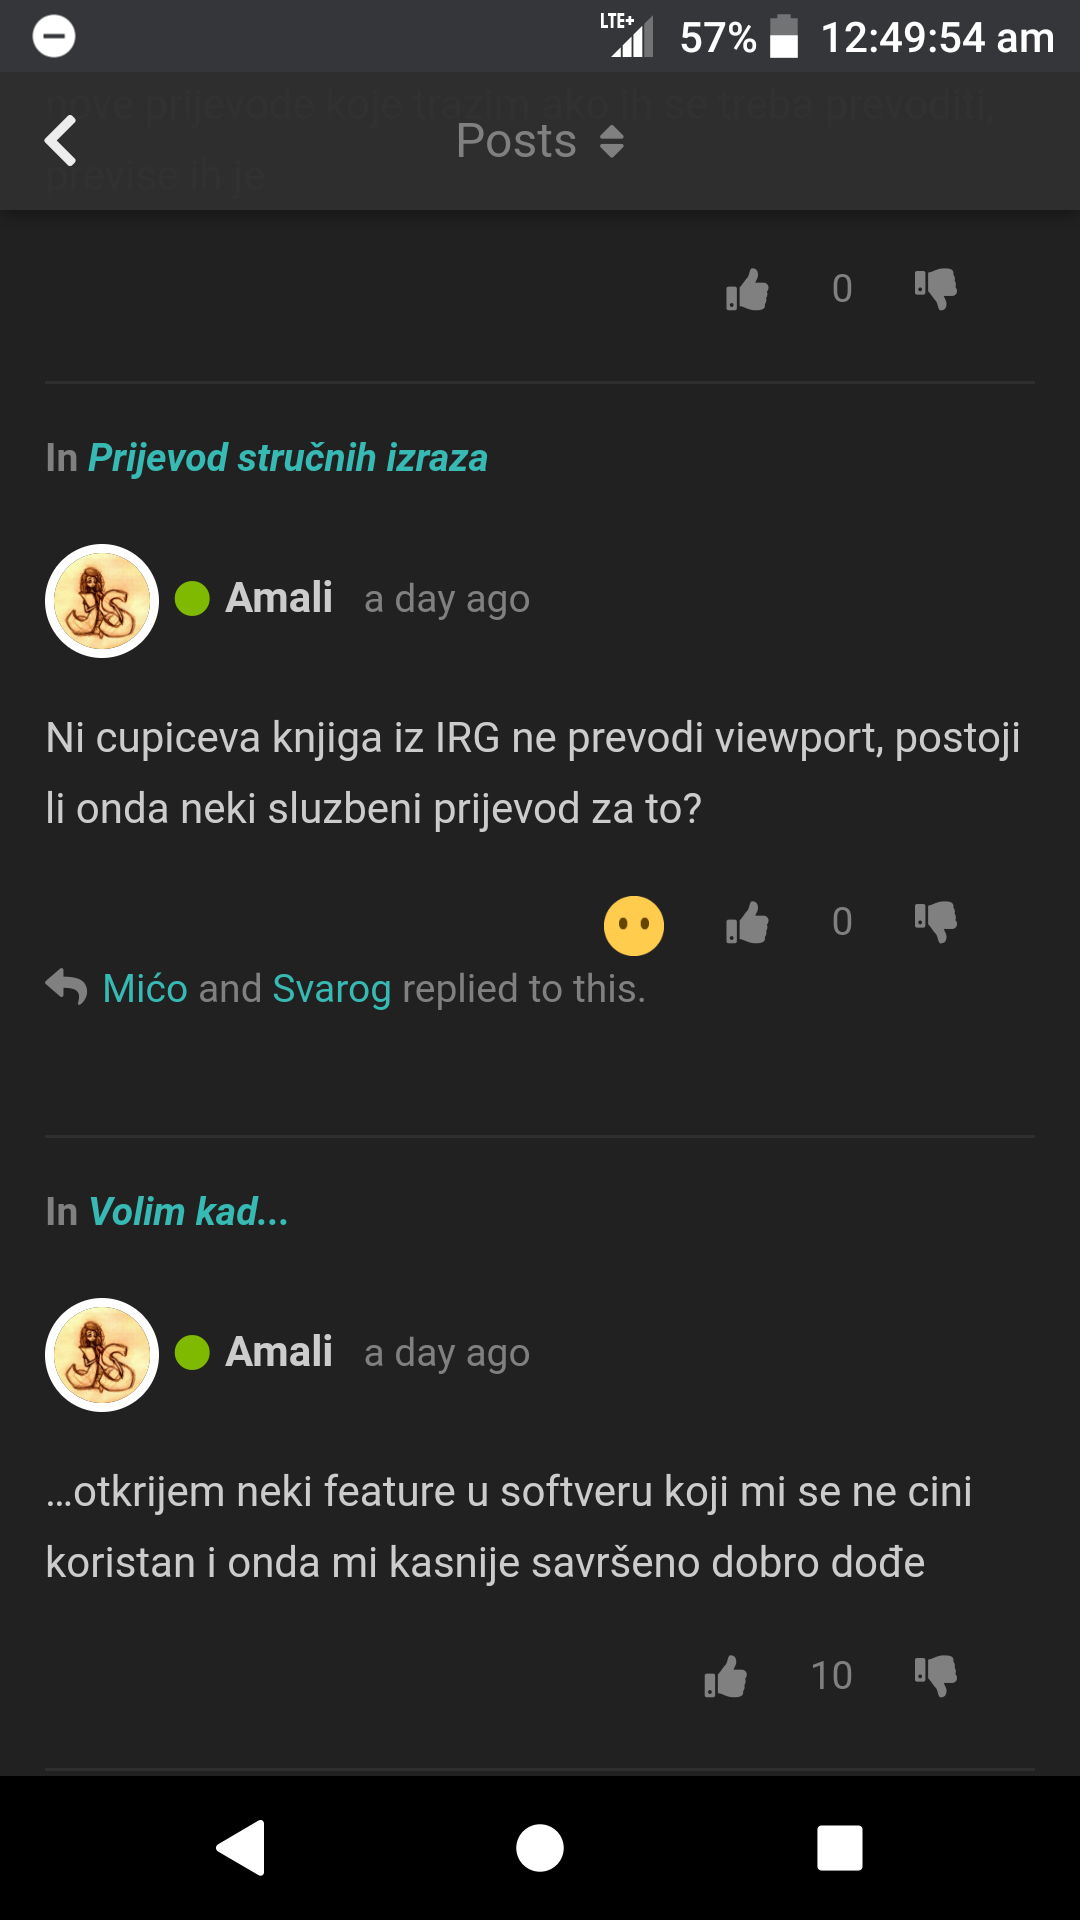 LTE+ 57% 12:49:54 am
nove prijevode koje trazim ako ih se treba prevoditi,
Posts
previse ih je
0
In Prijevod stručnih izraza
Amali a day ago
Ni cupiceva knjiga iz IRG ne prevodi viewport, postoji
li onda neki sluzbeni prijevod za to?
0
Mićo and Svarog replied to this.
In Volim kad...
Amali a day ago
...otkrijem neki feature u softveru koji mi se ne cini
koristan i onda mi kasnije savršeno dobro dođe
10